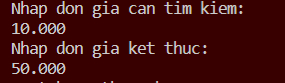 Nhap don gia can tim kiem:
10.000
Nhap don gia ket thuc:
50.000